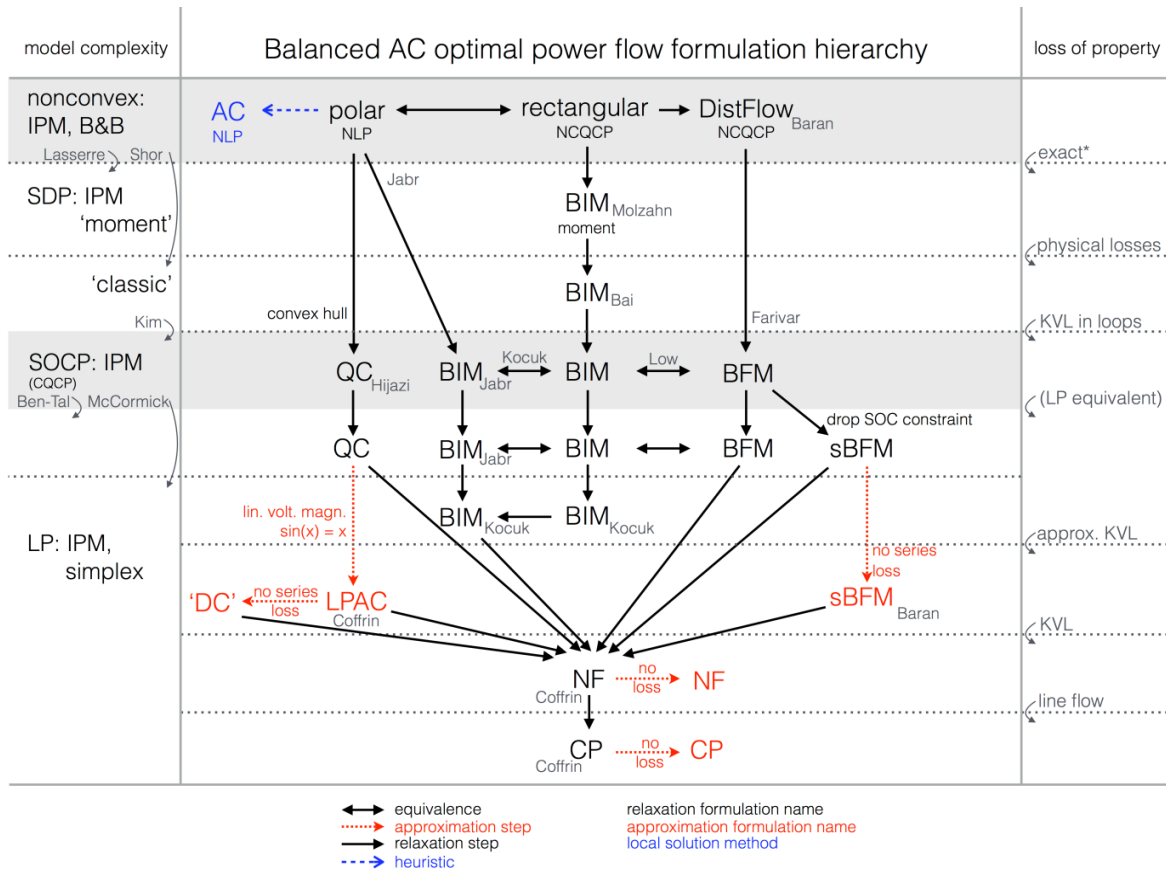 model complexity
Balanced AC optimal power flow formulation hierarchy
loss of property
nonconvex:
IPM, B&B
AC
NLP
polar
NLP
rectangular
NCQCP
DistFlow
Baran
NCQCP
Lasserre
Shor
exact*
Jabr
SDP: IPM
'moment'
BIM
Molzahn
moment
physical losses
'classic'
BIM
Bai
convex hull
Farivar
Kim
KVL in loops
SOCP: IPM
(CQCP)
QC
Hijazi
BIM
Jabr
Kocuk
BIM
Low
BFM
Ben-Tal
McCormick
(LP equivalent)
drop SOC constraint
QC
BIM
Jabr
BIM
BFM
sBFM
lin. volt. magn.
sin(x) = x
BIM
Kocuk
BIM
Kocuk
LP: IPM,
simplex
approx. KVL
no series
loss
'DC'
no series
loss
LPAC
Coffrin
sBFM
Baran
KVL
NF
Coffrin
no
loss
NF
line flow
CP
Coffrin
no
loss
CP
equivalence
relaxation formulation name
approximation step
approximation formulation name
relaxation step
local solution method
heuristic